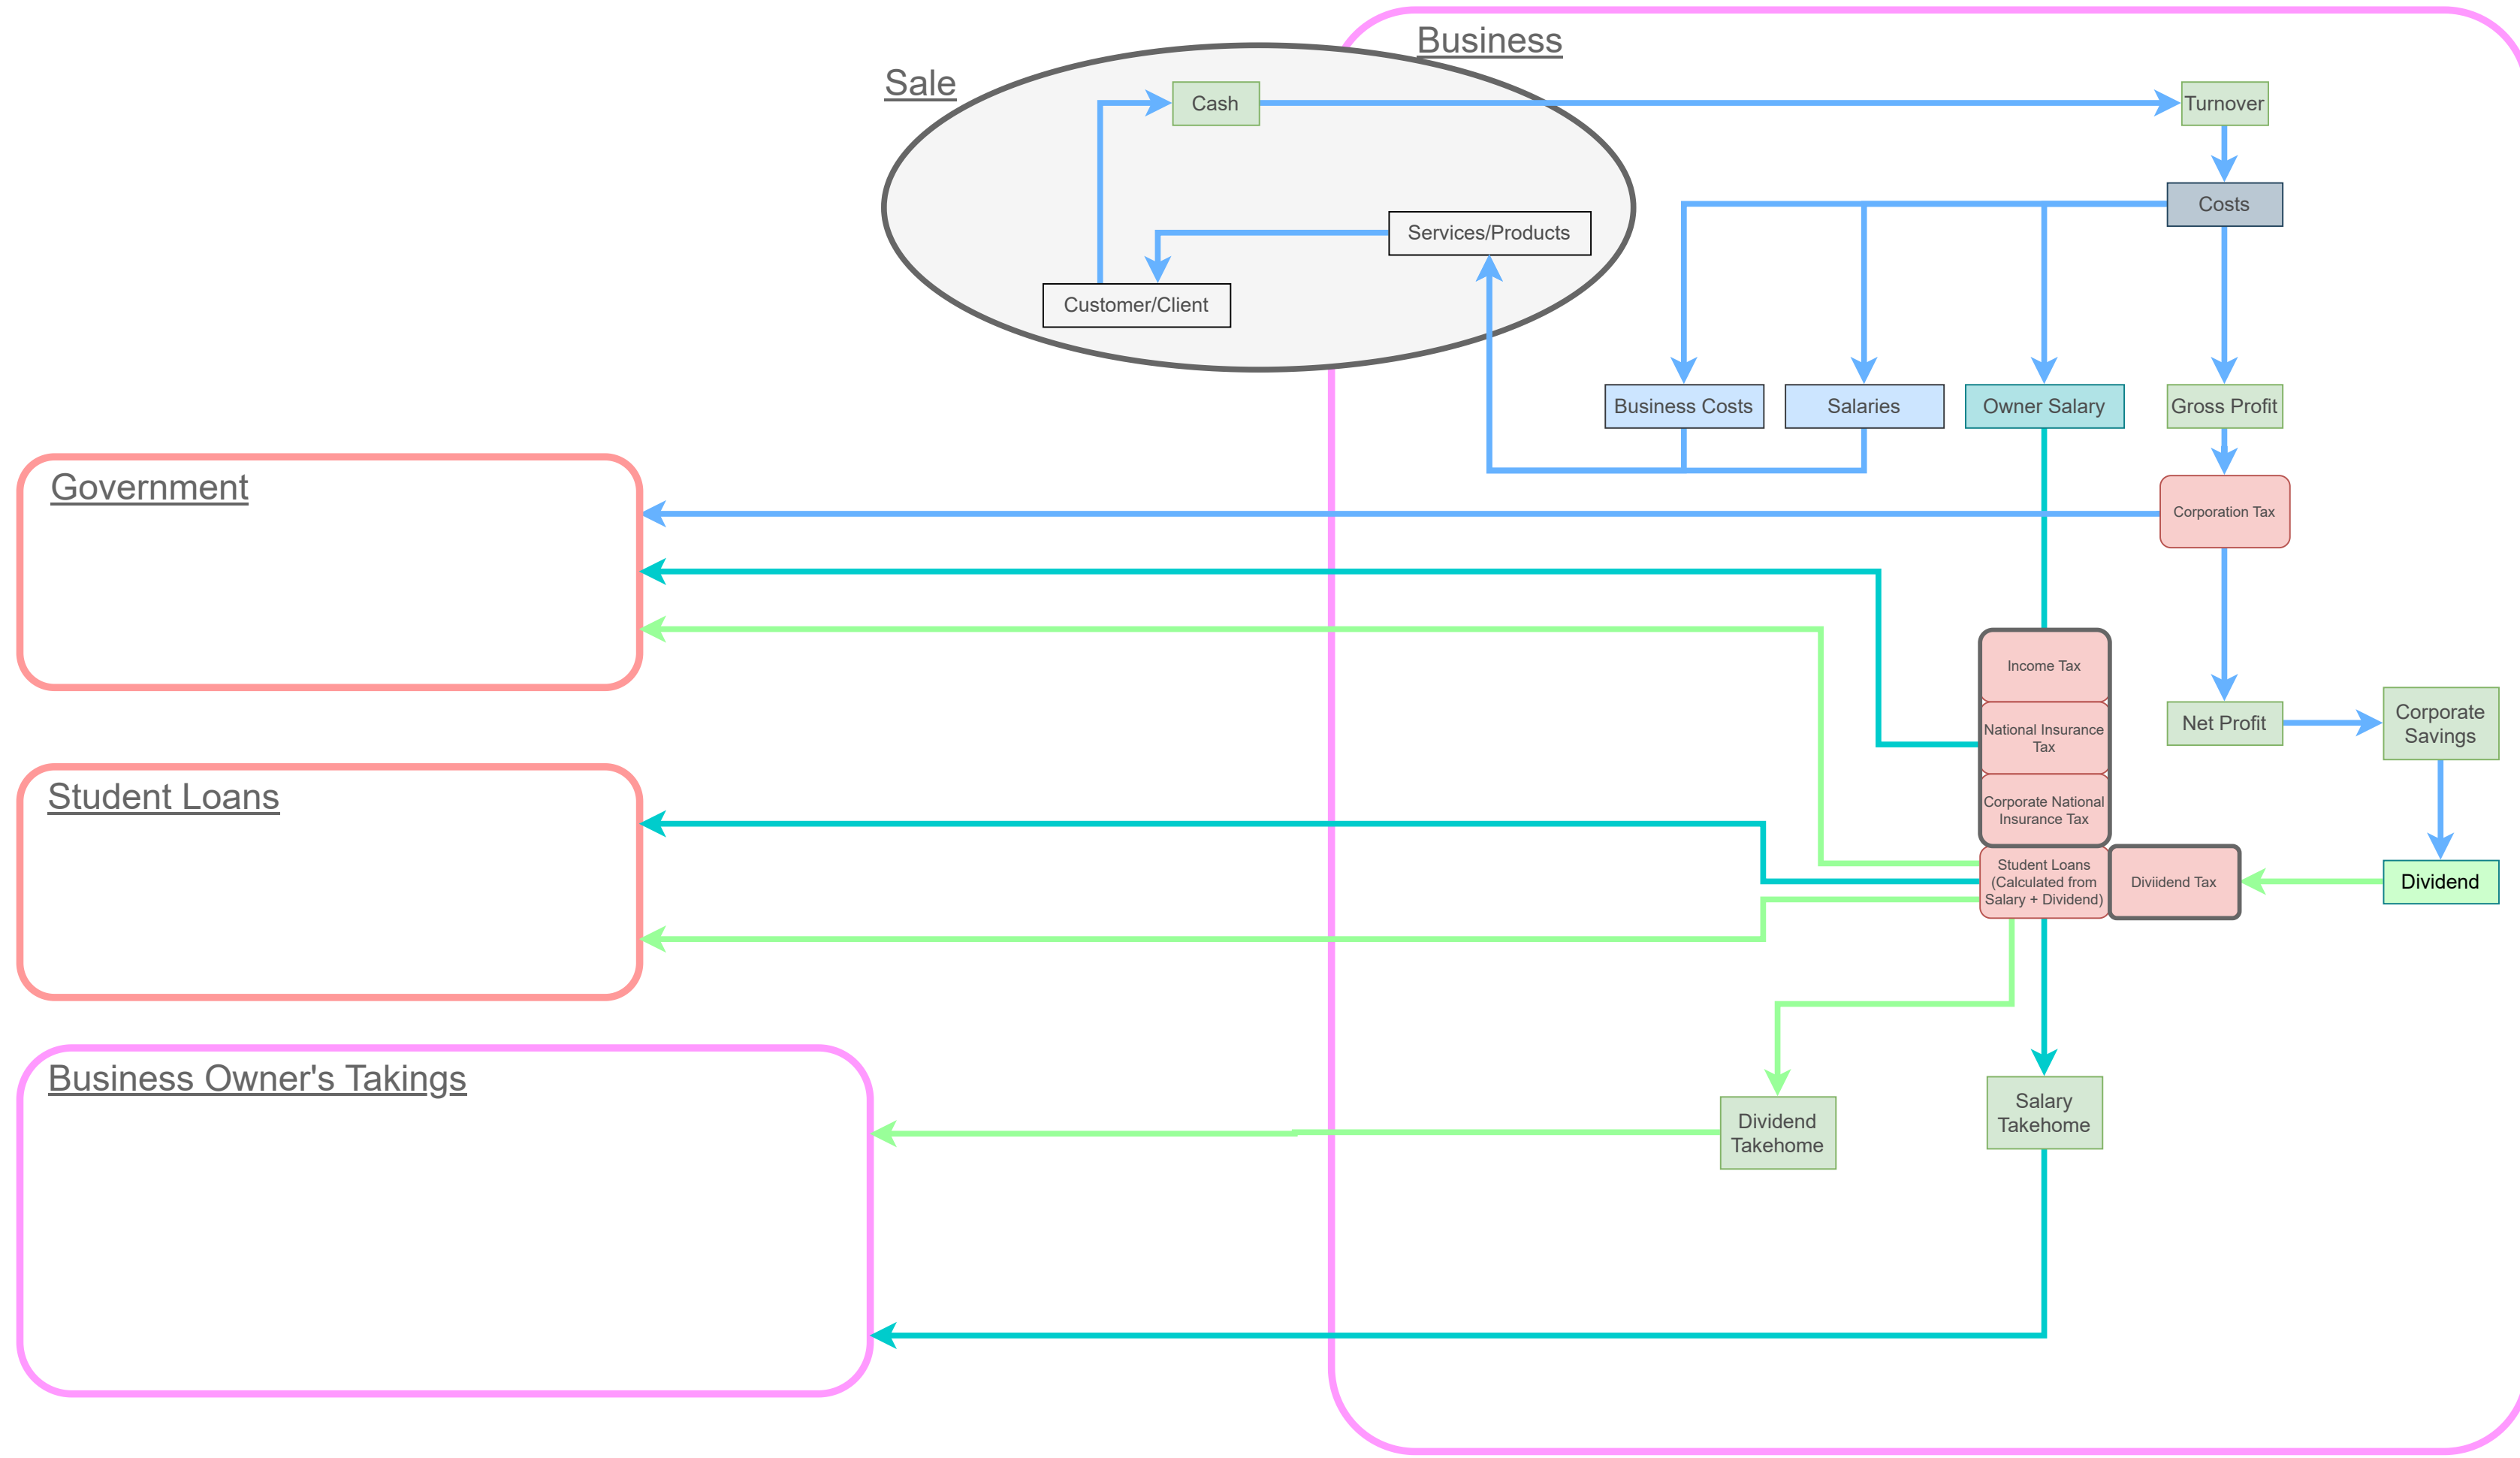 Business
Sale
Cash
Turnover
Costs
Services/Products
Customer/Client
Business Costs
Salaries
Owner Salary
Gross Profit
Government
Corporation Tax
Income Tax
National Insurance
Tax
Net Profit
Corporate
Savings
Student Loans
Corporate National
Insurance Tax
Student Loans
(Calculated from
Salary + Dividend)
Diviidend Tax
Dividend
Business Owner's Takings
Dividend
Takehome
Salary
Takehome